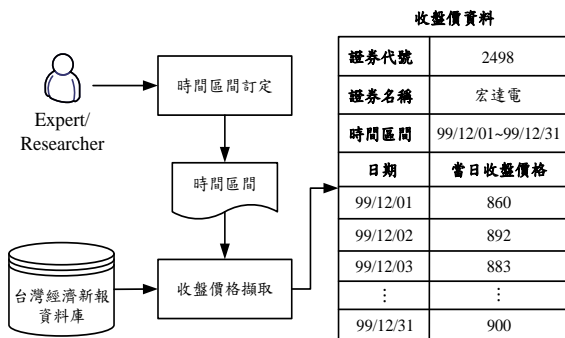 收盤價資料
Expert/
Researcher
時間區間訂定
時間區間
台灣經濟新報
資料庫
收盤價格擷取
證券代號 2498
證券名稱 宏達電
時間區間 99/12/01~99/12/31
日期 當日收盤價格
99/12/01 860
99/12/02 892
99/12/03 883
⋮ ⋮
99/12/31 900